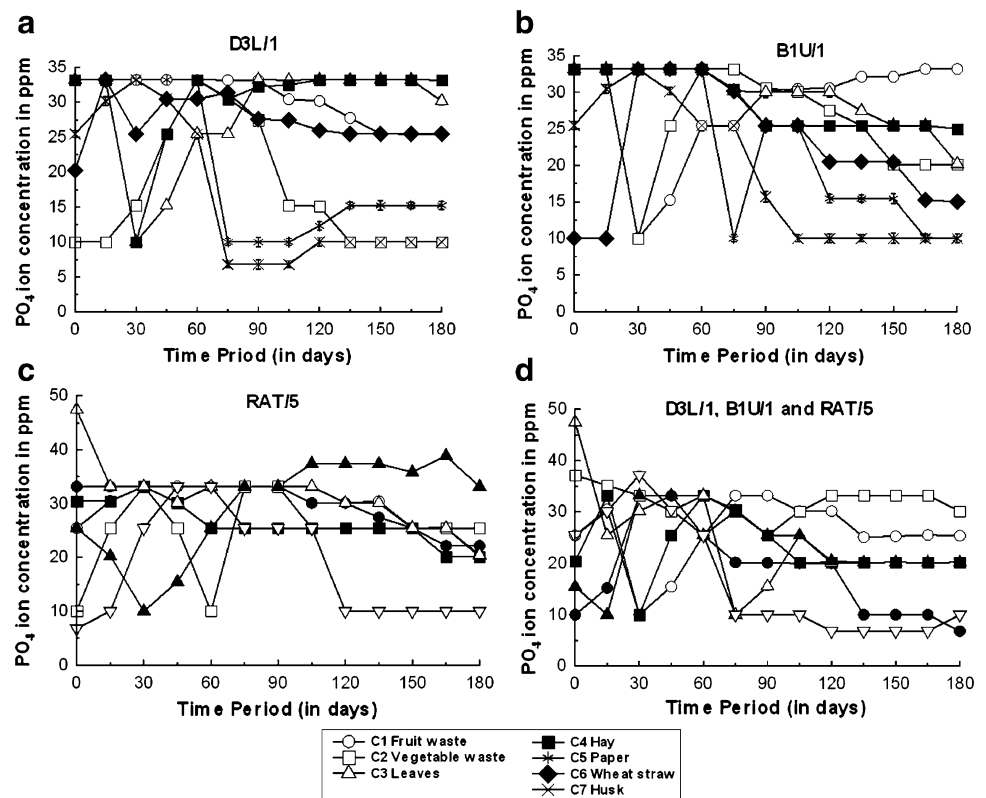 a
D3L/1
PO4 ion concentration in ppm
35
30
25
20
15
10
5
0
0 30 60 90 120 150 180
Time Priod (in days)
b
B1U/1
PO4 ion concentration in ppm
35
30
25
20
15
10
5
0
0 30 60 90 120 150 180
Time Period (in days)
c
RAT/5
PO4 ion concentration in ppm
50
40
30
20
10
0
0 30 60 90 120 150 180
Time Period (in days)
d
D3L/1, B1U/1 and RAT/5
PO4 ion concentration in ppm
50
40
30
20
10
0
0 30 60 90 120 150 180
Time Period (in days)
C1 Fruit waste
C2 Vegetable waste
C3 Leaves
C4 Hay
C5 Paper
C6 Wheat straw
C7 Husk